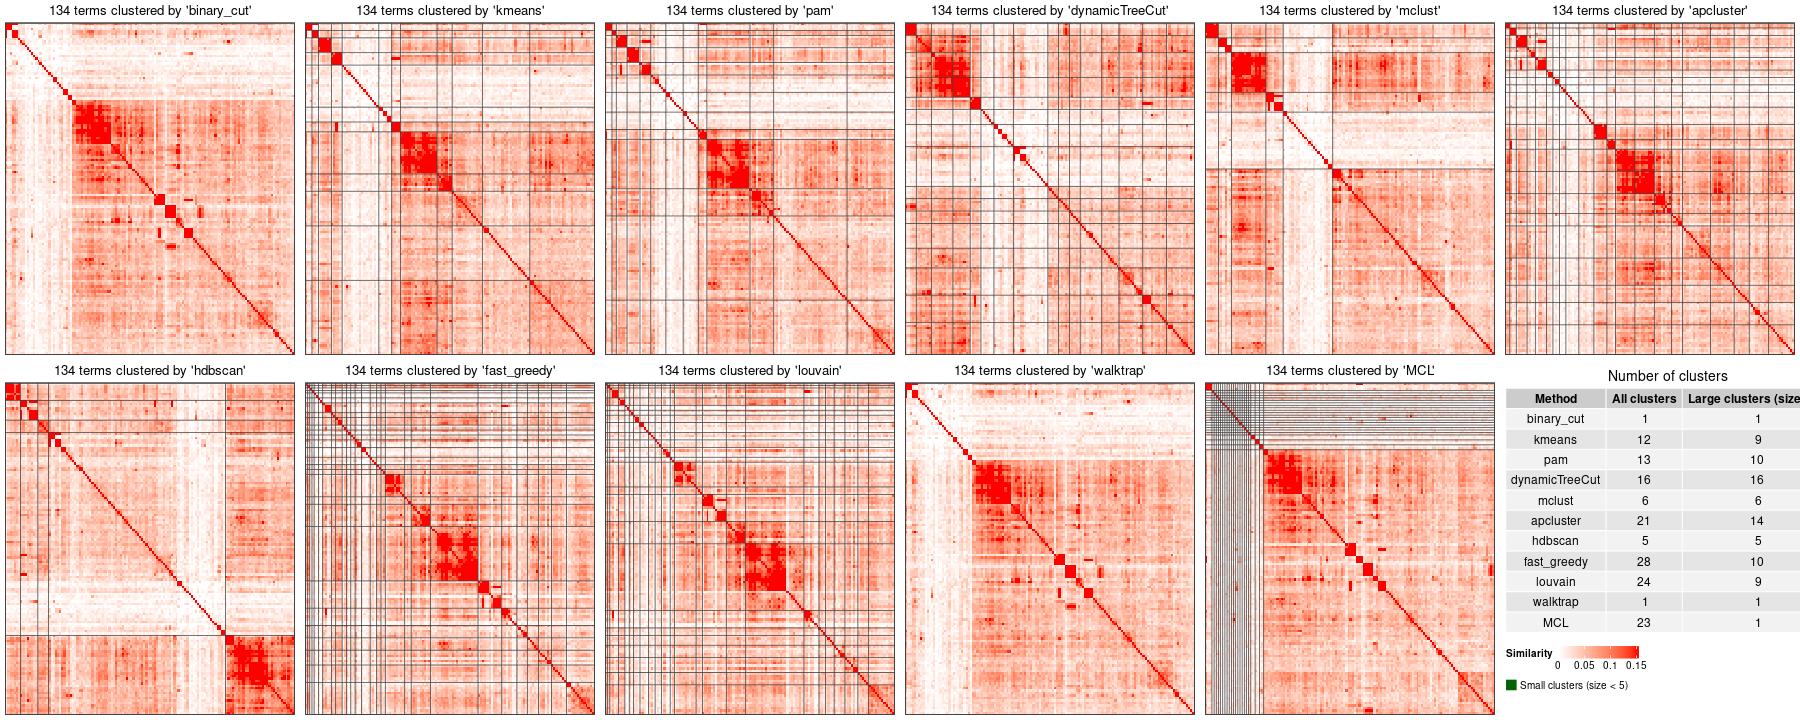 134 terms clustered by 'binary_cut'
134 terms clustered by 'kmeans'
134 terms clustered by 'pam'
134 terms clustered by 'dynamicTreeCut'
134 terms clustered by 'mclust'
134 terms clustered by 'apcluster'
134 terms clustered by 'hdbscan'
134 terms clustered by 'fast_greedy'
134 terms clustered by 'louvain'
134 terms clustered by 'walktrap'
134 terms clustered by 'MCL'
Number of clusters
Method All clusters Large clusters (size
binary_cut 1 1
kmeans 12 9
pam 13 10
dynamicTreeCut 16 16
mclust 6 6
apcluster 21 14
hdbscan 5 5
fast_greedy 28 10
louvain 24 9
walktrap 1 1
MCL 23 1
Similarity
0 0.05 0.1 0.15
Small clusters (size < 5)